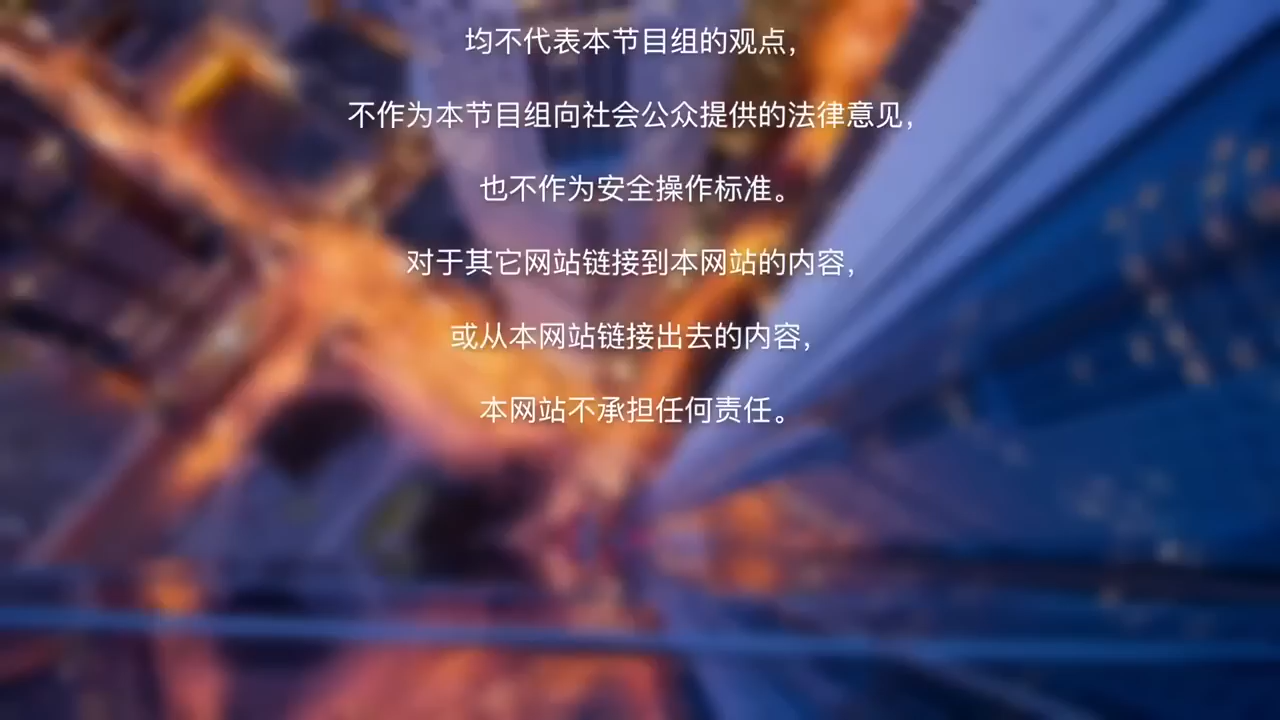 均不代表本节目组的观点，
不作为本节目组向社会公众提供的法律意见，
也不作为安全操作标准。
对于其它网站链接到本网站的内容，
或从本网站链接出去的内容，
本网站不承担任何责任。